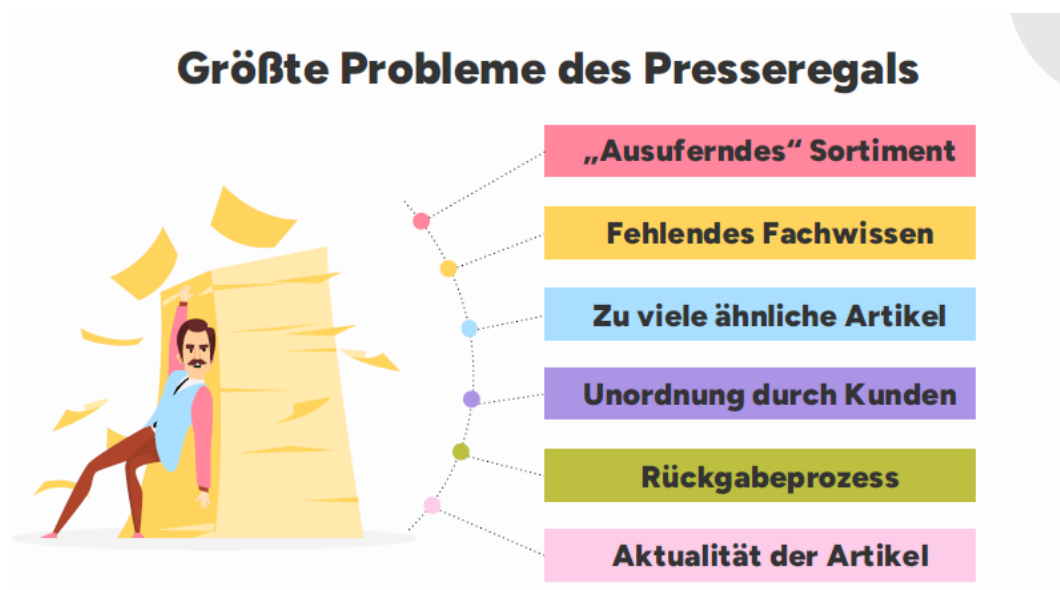 Größte Probleme des Presseregals
„Ausuferndes“ Sortiment
Fehlendes Fachwissen
Zu viele ähnliche Artikel
Unordnung durch Kunden
Rückgabeprozess
Aktualität der Artikel